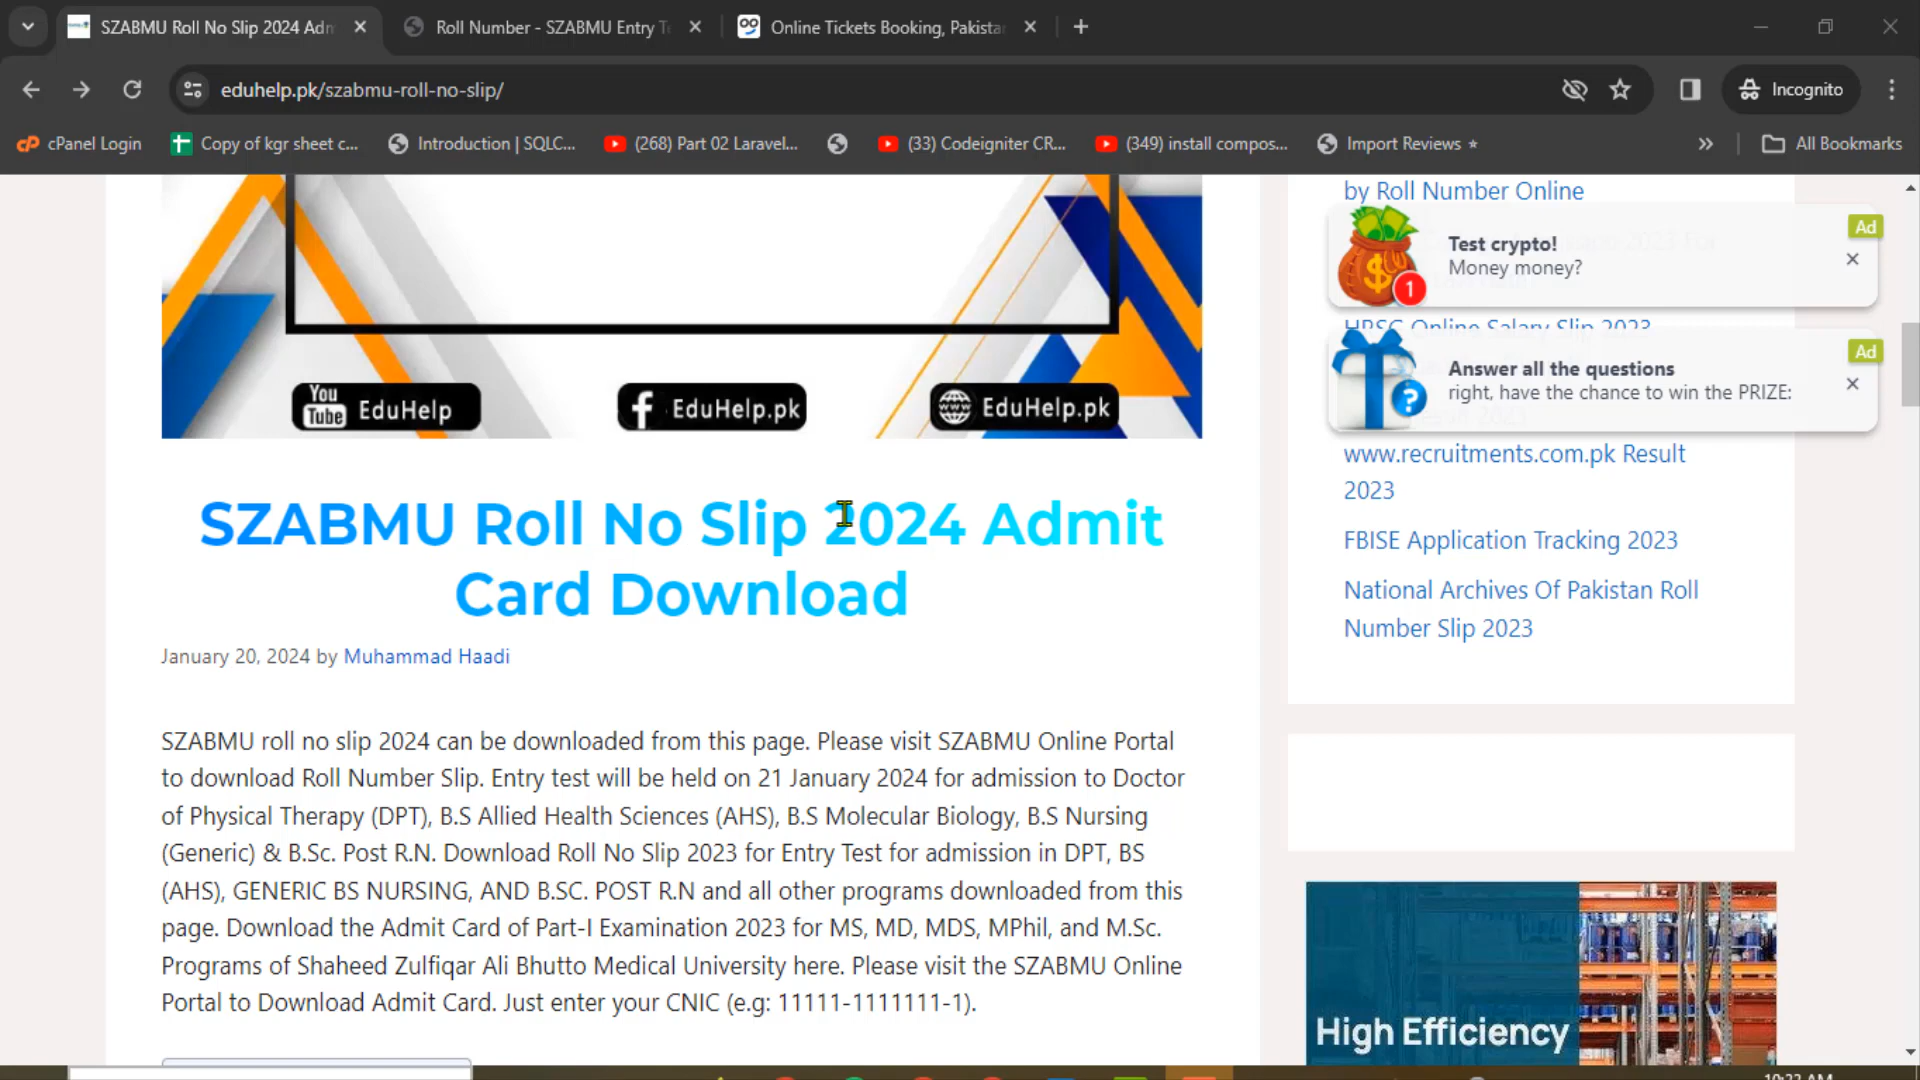 SZABMU Roll No Slip 2024 Adm
Roll Number - SZABMU Entry Te
Online Tickets Booking, Pakista
eduhelp.pk/szabmu-roll-no-slip/
Incognito
cPanel Login
Copy of kgr sheet c...
Introduction | SQLC...
(268) Part 02 Laravel...
(33) Codeigniter CR...
(349) install compos...
Import Reviews ⭑
All Bookmarks
You
Tube EduHelp
EduHelp.pk
www EduHelp.pk
SZABMU Roll No Slip 2024 Admit
Card Download
January 20, 2024 by Muhammad Haadi
SZABMU roll no slip 2024 can be downloaded from this page. Please visit SZABMU Online Portal
to download Roll Number Slip. Entry test will be held on 21 January 2024 for admission to Doctor
of Physical Therapy (DPT), B.S Allied Health Sciences (AHS), B.S Molecular Biology, B.S Nursing
(Generic) & B.Sc. Post R.N. Download Roll No Slip 2023 for Entry Test for admission in DPT, BS
(AHS), GENERIC BS NURSING, AND B.SC. POST R.N and all other programs downloaded from this
page. Download the Admit Card of Part-I Examination 2023 for MS, MD, MDS, MPhil, and M.Sc.
Programs of Shaheed Zulfiqar Ali Bhutto Medical University here. Please visit the SZABMU Online
Portal to Download Admit Card. Just enter your CNIC (e.g: 11111-1111111-1).
by Roll Number Online
Ad
Test crypto!
Money money?
1
HRSG Online Salary Slip 2023
Ad
Answer all the questions
right, have the chance to win the PRIZE:
www.recruitments.com.pk Result
2023
FBISE Application Tracking 2023
National Archives Of Pakistan Roll
Number Slip 2023
High Efficiency